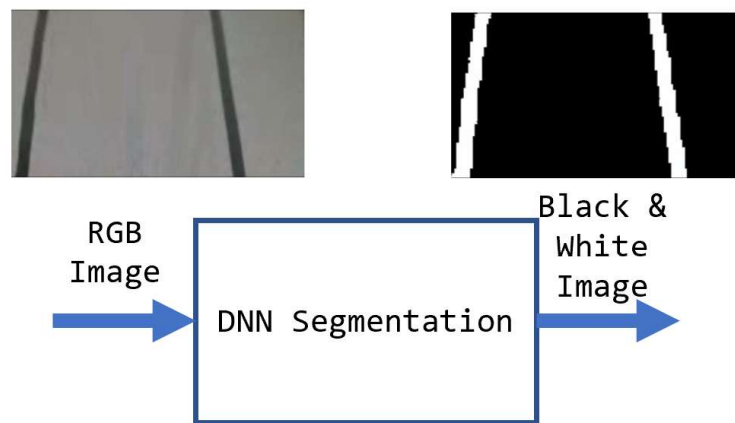 RGB
Image
DNN Segmentation
Black &
White
Image